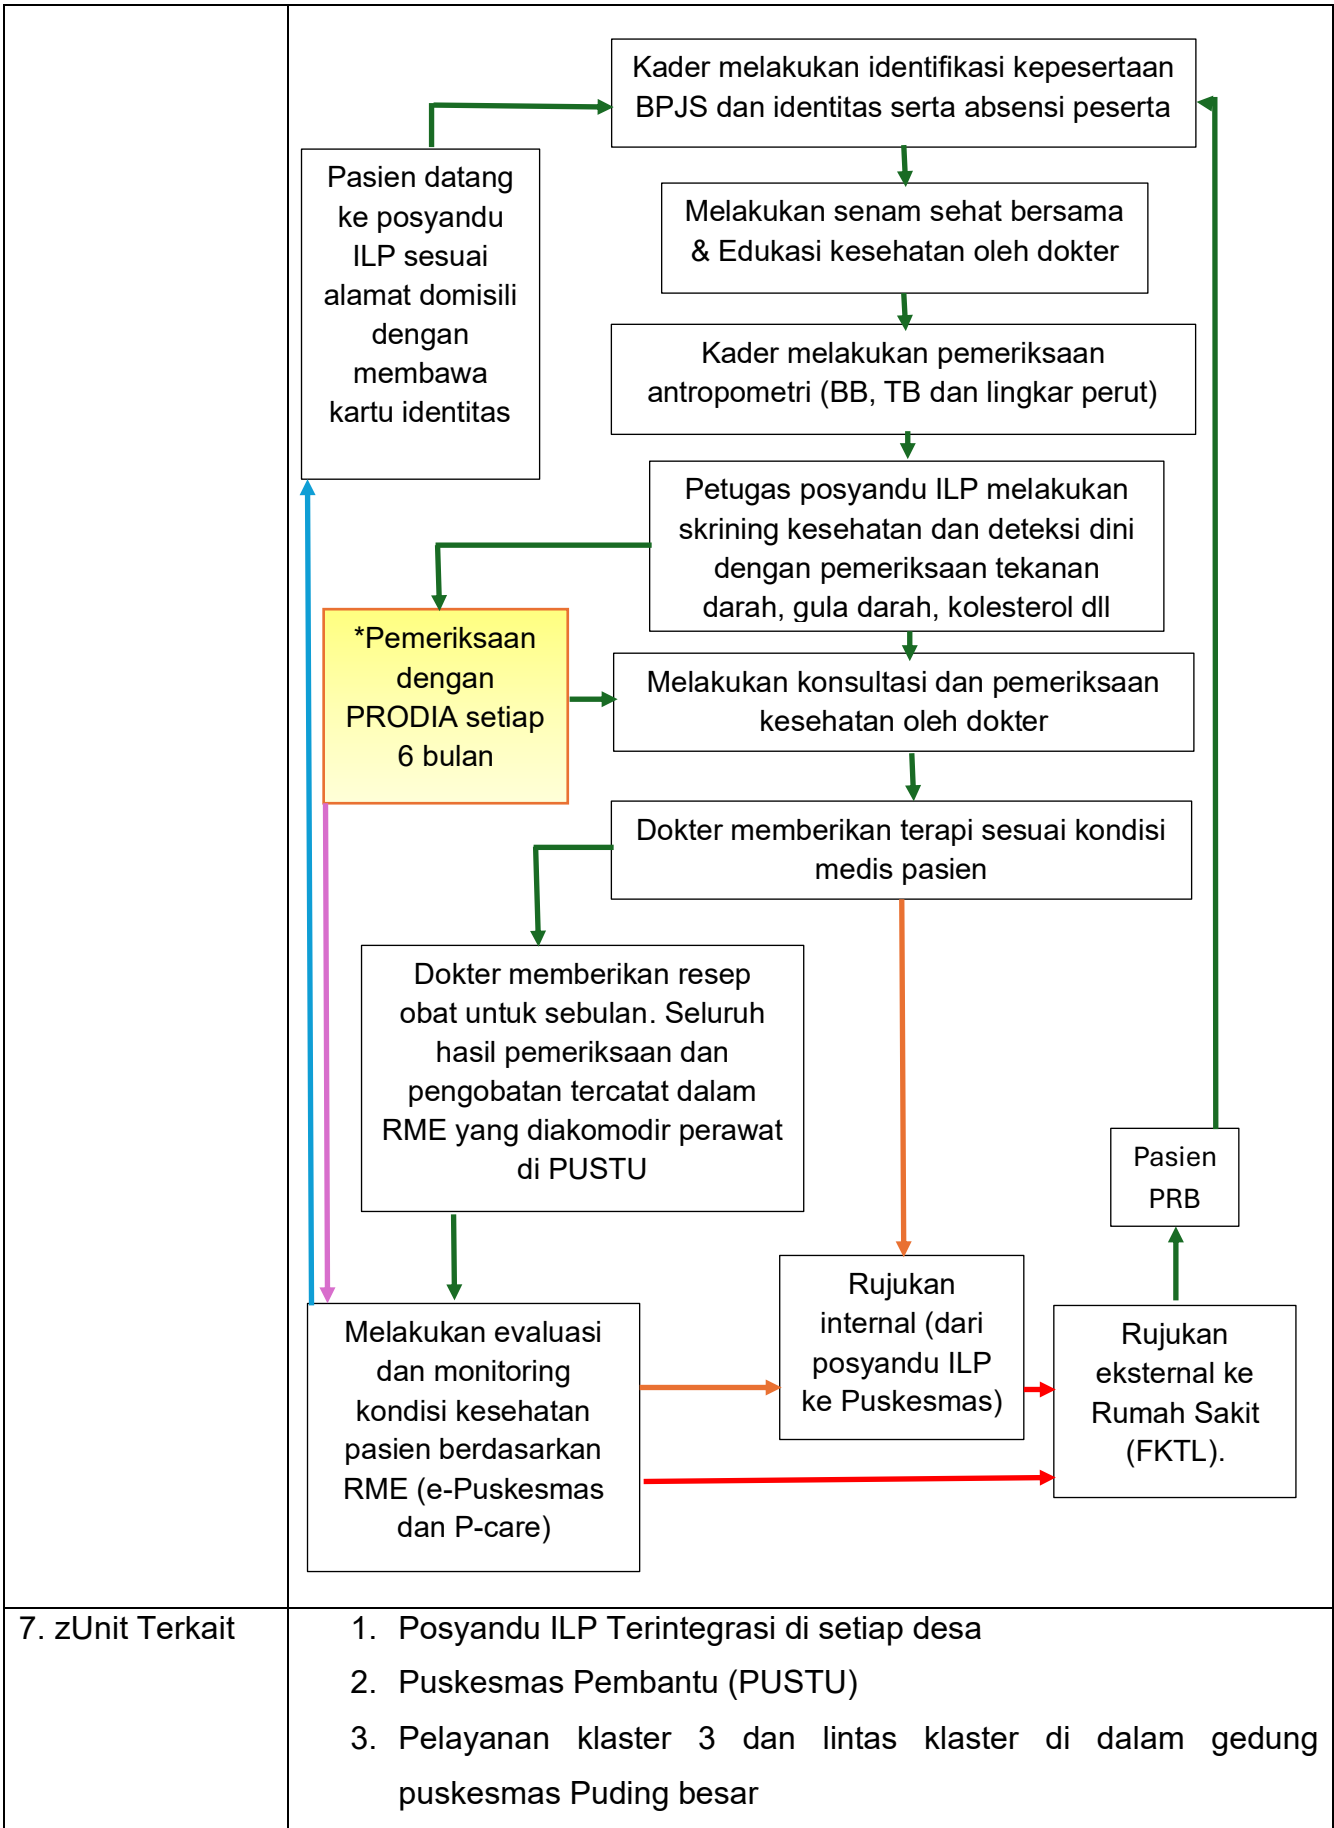 Kader melakukan identifikasi kepesertaan
BPJS dan identitas serta absensi peserta
Pasien datang
ke posyandu
ILP sesuai
alamat domisili
dengan
membawa
kartu identitas
Melakukan senam sehat bersama
& Edukasi kesehatan oleh dokter
Kader melakukan pemeriksaan
antropometri (BB, TB dan lingkar perut)
Petugas posyandu ILP melakukan
skrining kesehatan dan deteksi dini
dengan pemeriksaan tekanan
darah, gula darah, kolesterol dll
*Pemeriksaan
dengan
PRODIA setiap
6 bulan
Melakukan konsultasi dan pemeriksaan
kesehatan oleh dokter
Dokter memberikan terapi sesuai kondisi
medis pasien
Dokter memberikan resep
obat untuk sebulan. Seluruh
hasil pemeriksaan dan
pengobatan tercatat dalam
RME yang diakomodir perawat
di PUSTU
Pasien
PRB
Melakukan evaluasi
dan monitoring
kondisi kesehatan
pasien berdasarkan
RME (e-Puskesmas
dan P-care)
Rujukan
internal (dari
posyandu ILP
ke Puskesmas)
Rujukan
eksternal ke
Rumah Sakit
(FKTL).
7. zUnit Terkait
1. Posyandu ILP Terintegrasi di setiap desa
2. Puskesmas Pembantu (PUSTU)
3. Pelayanan klaster 3 dan lintas klaster di dalam gedung
puskesmas Puding besar